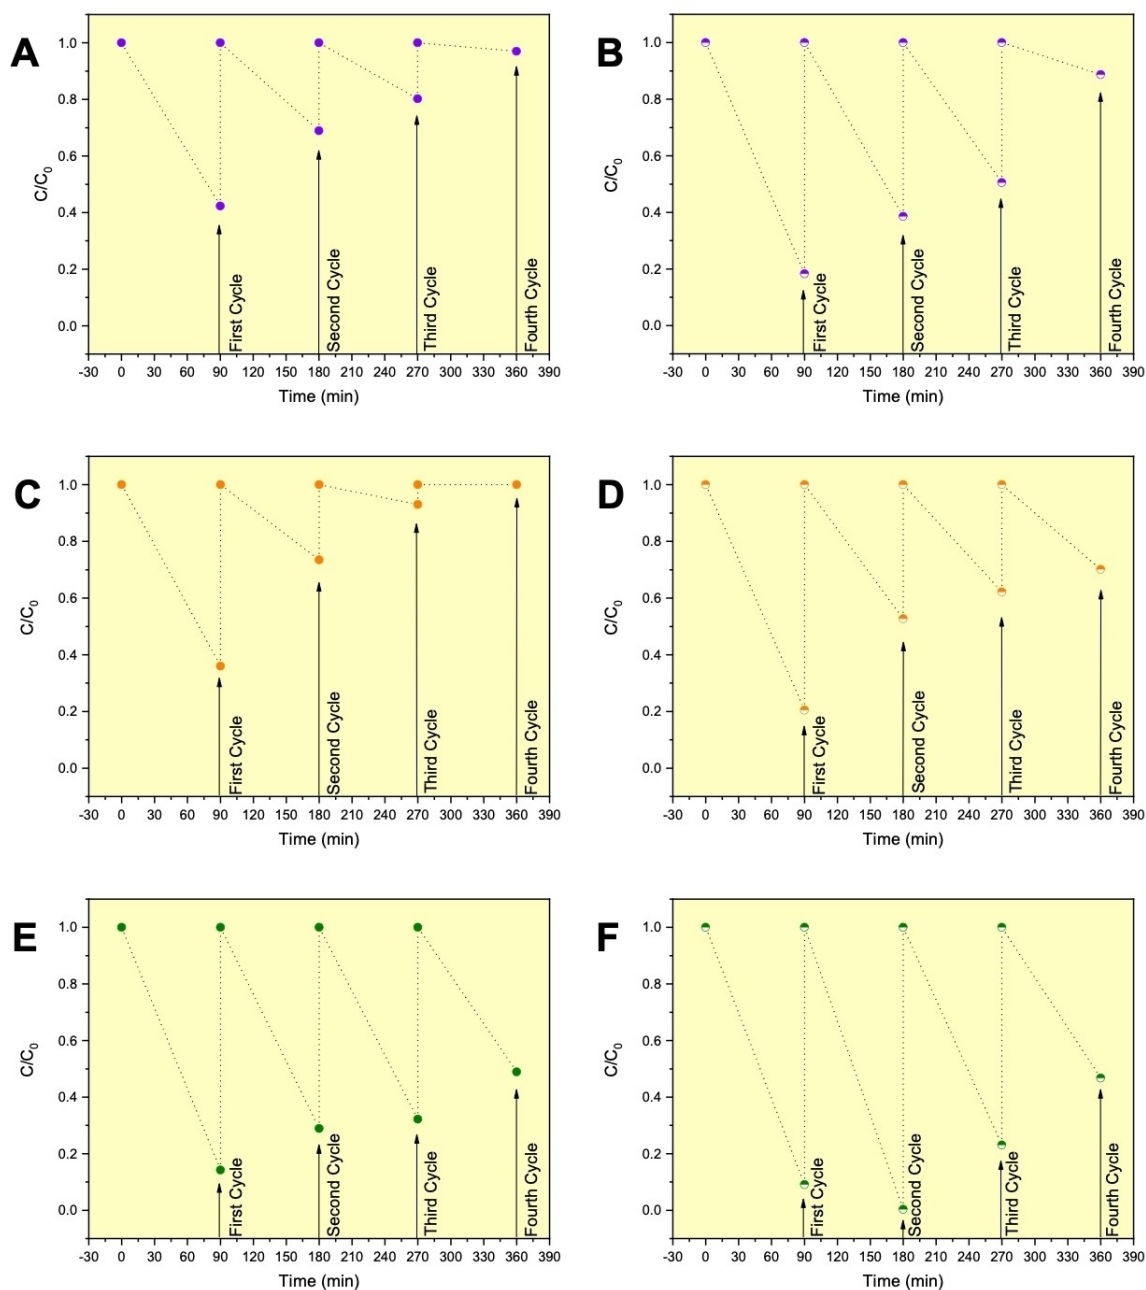 A
C/C0
1.0
0.8
0.6
0.4
0.2
0.0
First Cycle
Second Cycle
Third Cycle
Fourth Cycle
-30 0 30 60 90 120 150 180 210 240 270 300 330 360 390
Time (min)
B
C/C0
1.0
0.8
0.6
0.4
0.2
0.0
First Cycle
Second Cycle
Third Cycle
Fourth Cycle
-30 0 30 60 90 120 150 180 210 240 270 300 330 360 390
Time (min)
C
C/C0
1.0
0.8
0.6
0.4
0.2
0.0
First Cycle
Second Cycle
Third Cycle
Fourth Cycle
-30 0 30 60 90 120 150 180 210 240 270 300 330 360 390
Time (min)
D
C/C0
1.0
0.8
0.6
0.4
0.2
0.0
First Cycle
Second Cycle
Third Cycle
Fourth Cycle
-30 0 30 60 90 120 150 180 210 240 270 300 330 360 390
Time (min)
E
C/C0
1.0
0.8
0.6
0.4
0.2
0.0
First Cycle
Second Cycle
Third Cycle
Fourth Cycle
-30 0 30 60 90 120 150 180 210 240 270 300 330 360 390
Time (min)
F
C/C0
1.0
0.8
0.6
0.4
0.2
0.0
First Cycle
Second Cycle
Third Cycle
Fourth Cycle
-30 0 30 60 90 120 150 180 210 240 270 300 330 360 390
Time (min)